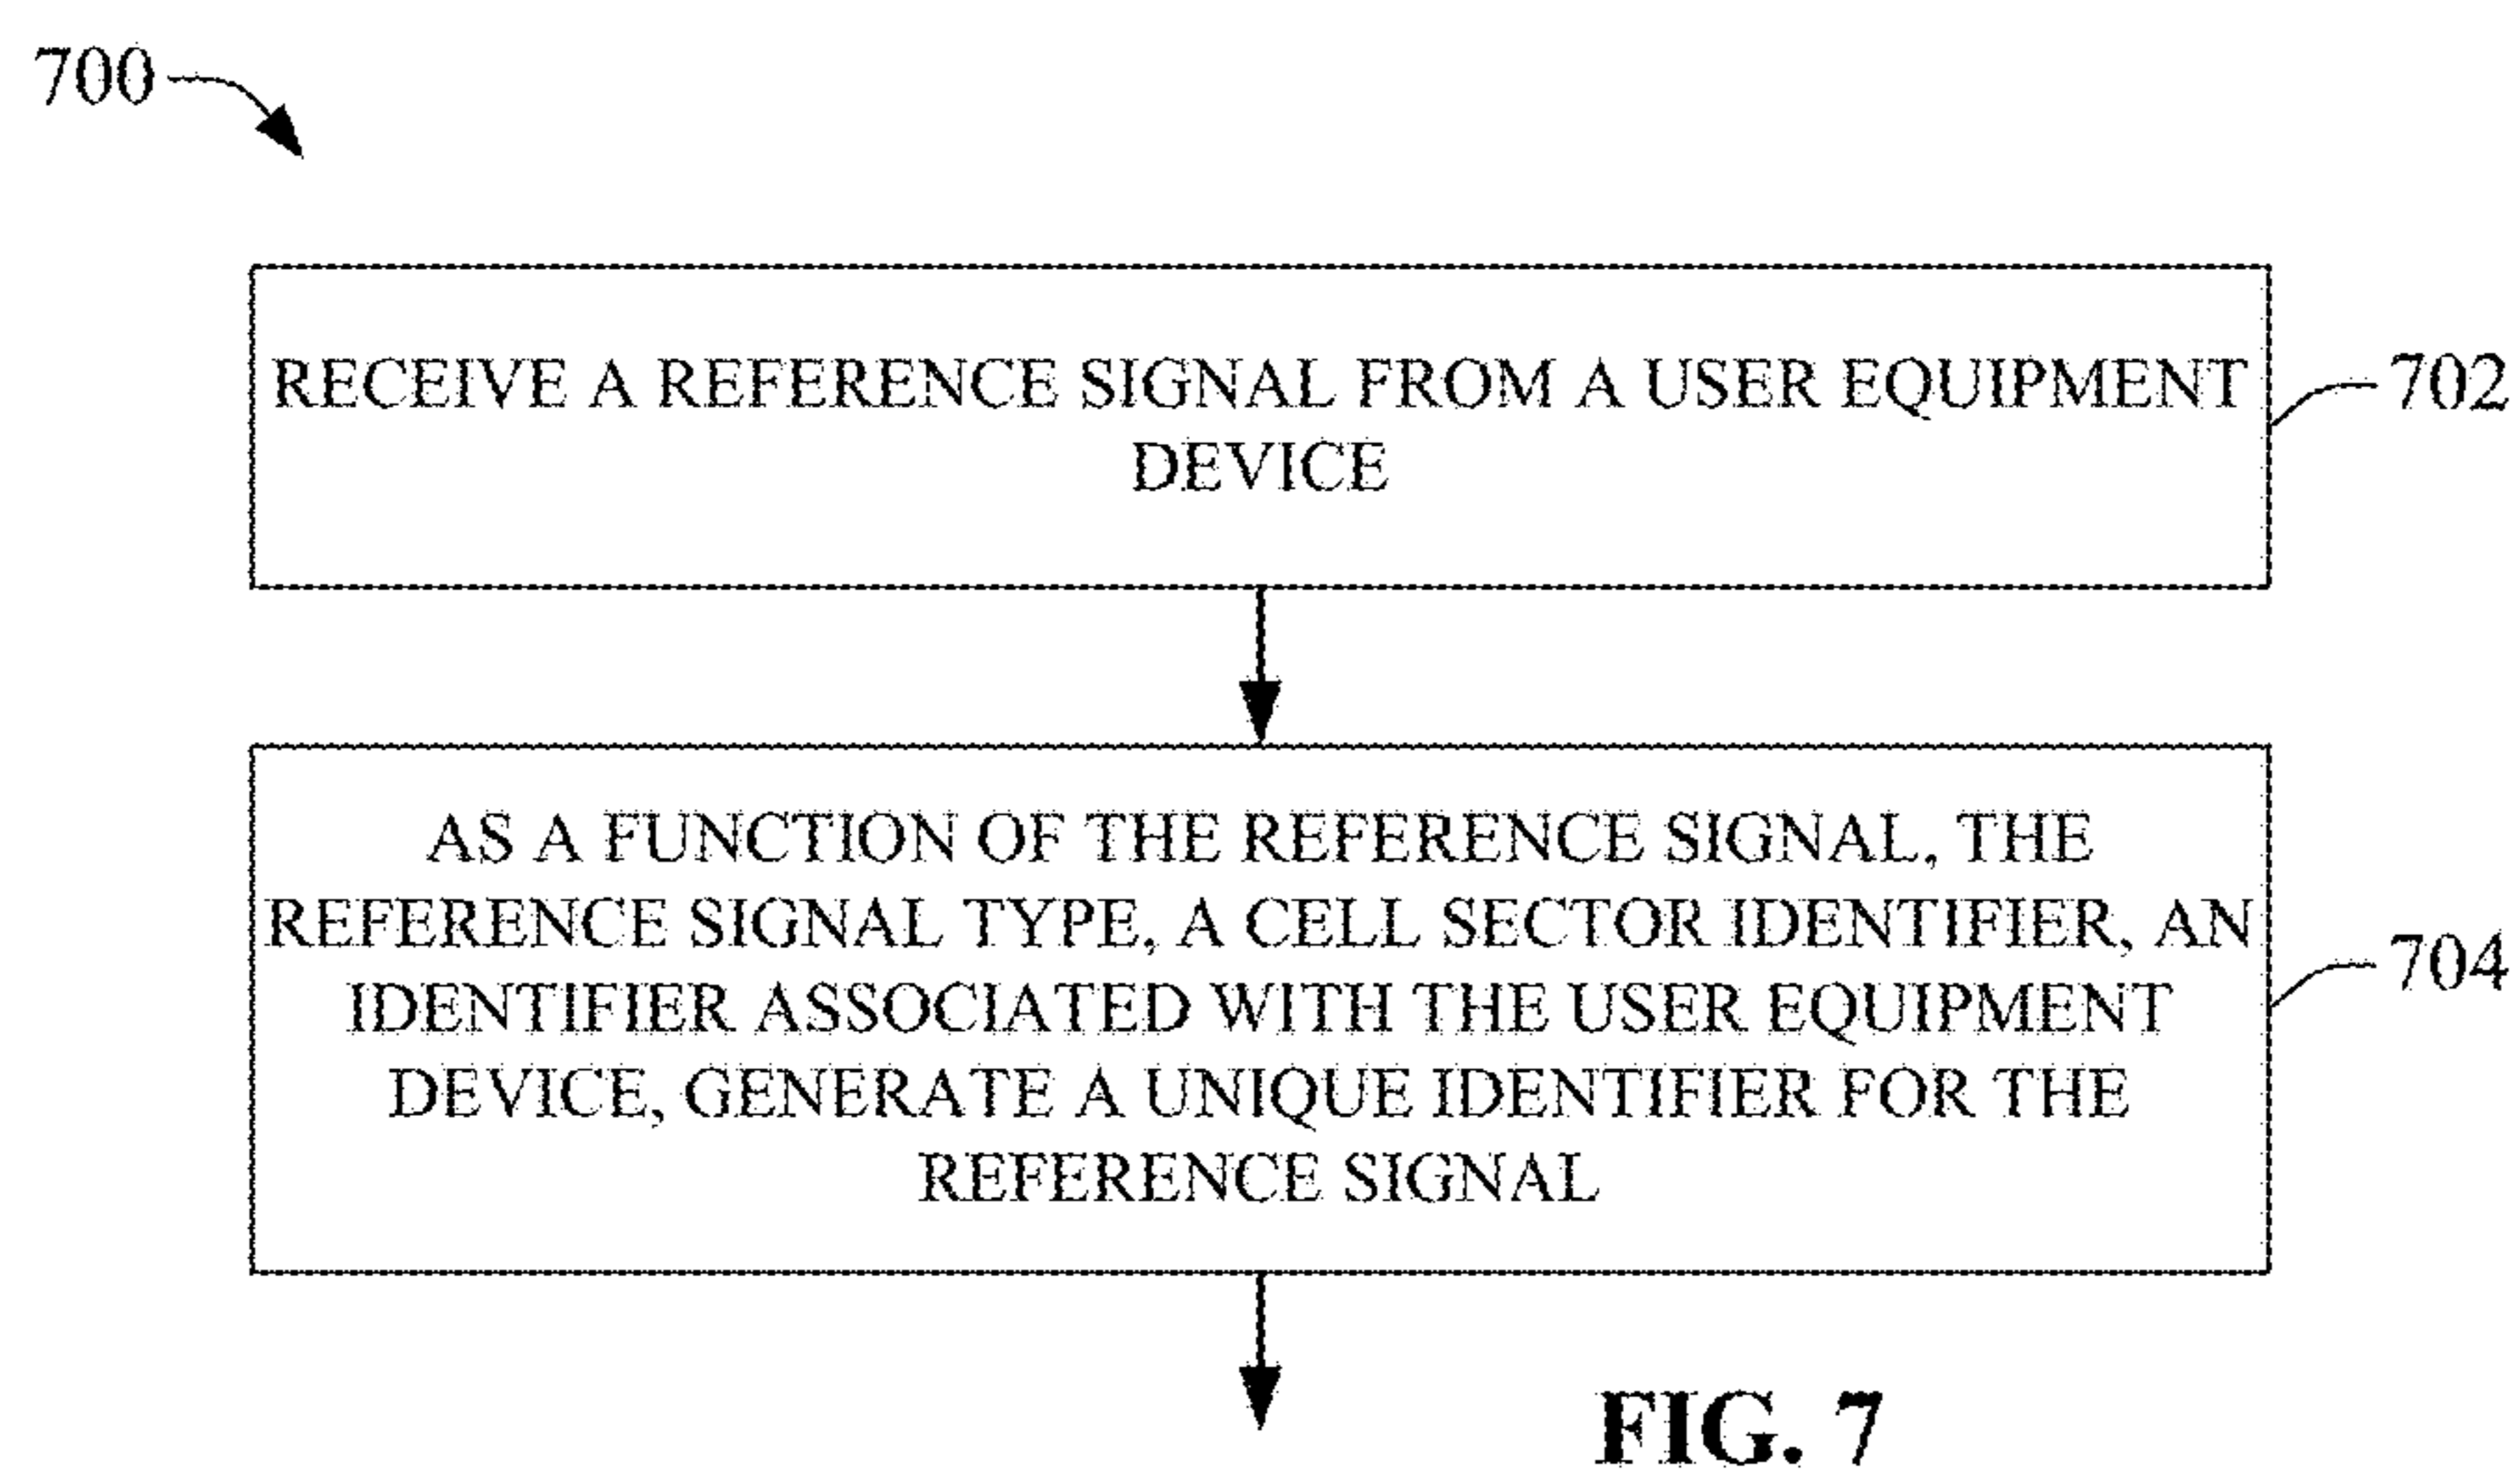 700
RECEIVE A REFERENCE SIGNAL FROM A USER EQUIPMENT
DEVICE
702
AS A FUNCTION OF THE REFERENCE SIGNAL, THE
REFERENCE SIGNAL TYPE, A CELL SECTOR IDENTIFIER, AN
IDENTIFIER ASSOCIATED WITH THE USER EQUIPMENT
DEVICE, GENERATE A UNIQUE IDENTIFIER FOR THE
REFERENCE SIGNAL
704
FIG. 7